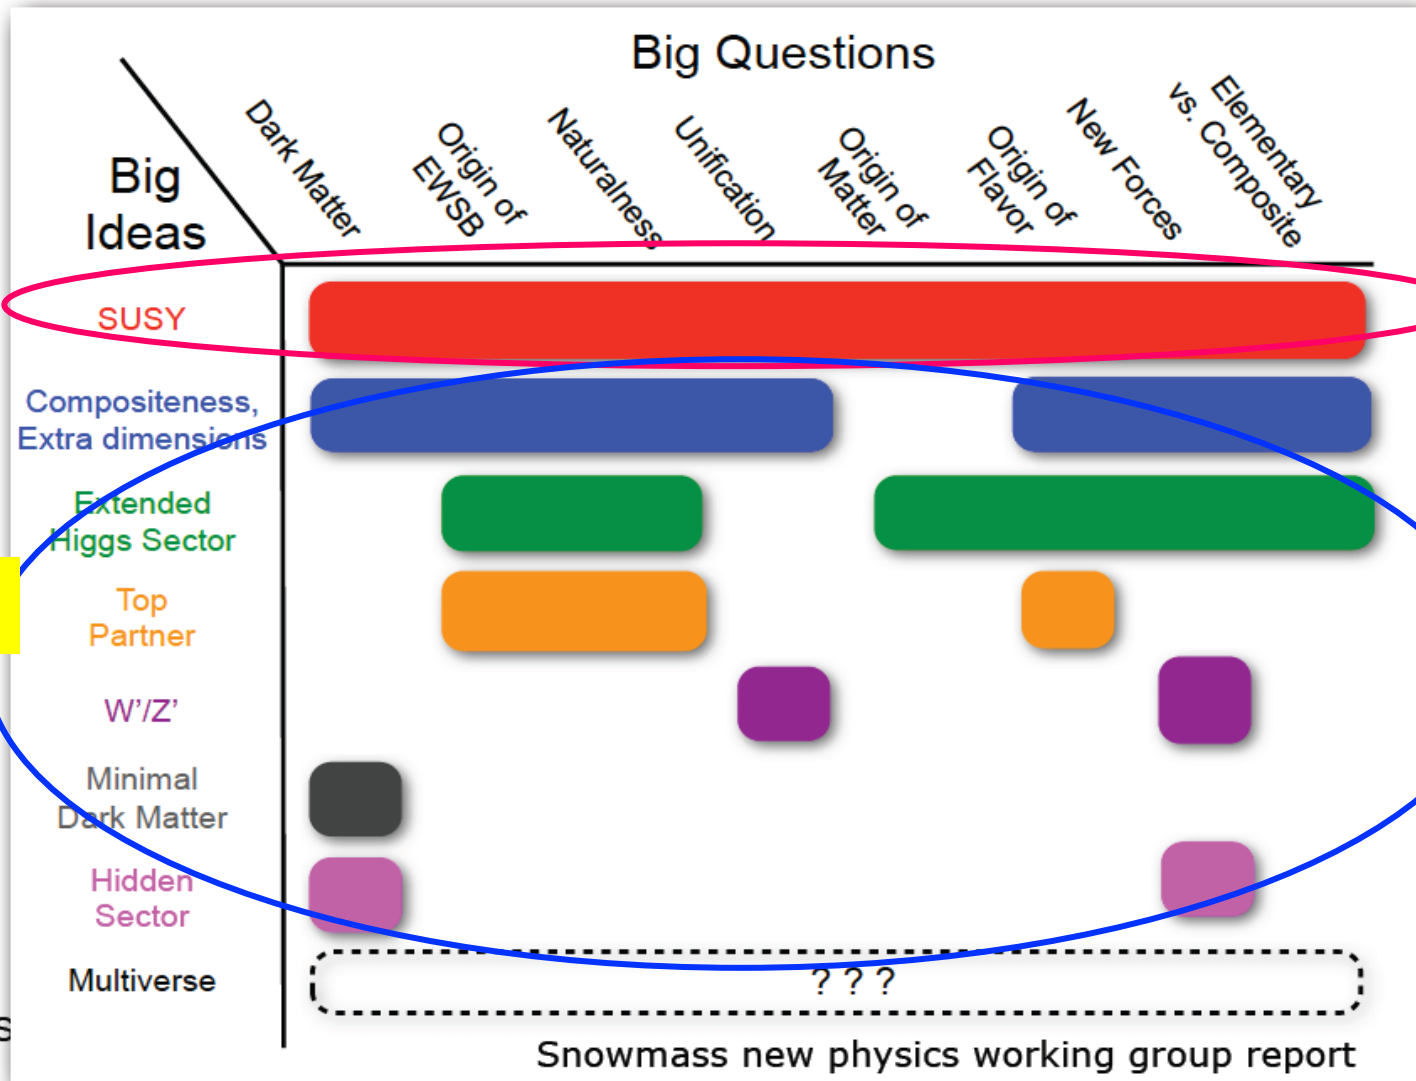 Big Questions
Big
Ideas
Dark Matter
Origin of
EWSB
Naturalness
Unification
Origin of
Matter
Origin of
Flavor
New Forces
Elementary
vs. Composite
SUSY
Compositeness,
Extra dimensions
Extended
Higgs Sector
Top
Partner
W’/Z’
Minimal
Dark Matter
Hidden
Sector
Multiverse
? ? ?
s
Snowmass new physics working group report